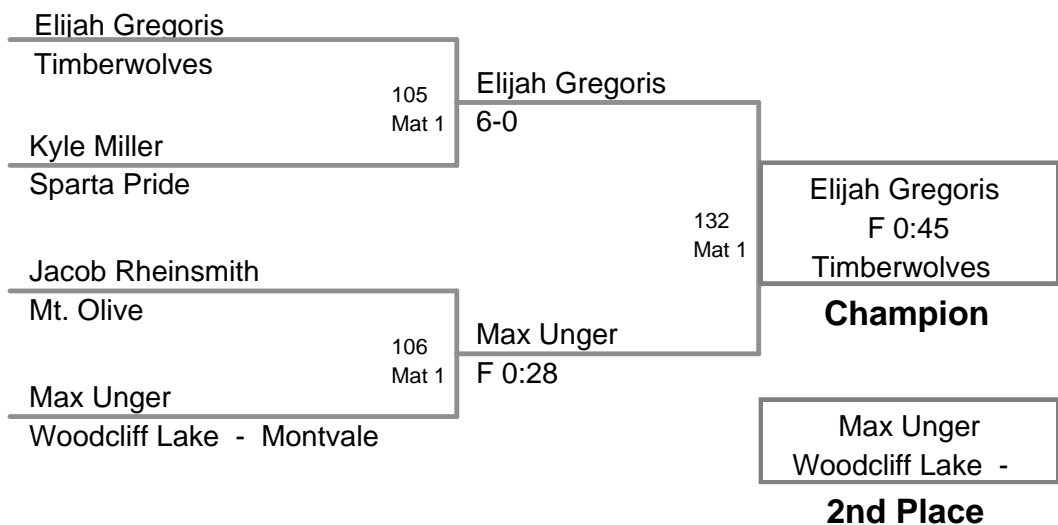 Elijah Gregoris
Timberwolves
105
Mat 1
Elijah Gregoris
6-0
Kyle Miller
Sparta Pride
132
Mat 1
Elijah Gregoris
F 0:45
Timberwolves
Champion
Jacob Rheinsmith
Mt. Olive
106
Mat 1
Max Unger
F 0:28
Max Unger
Woodcliff Lake - Montvale
Max Unger
Woodcliff Lake -
2nd Place